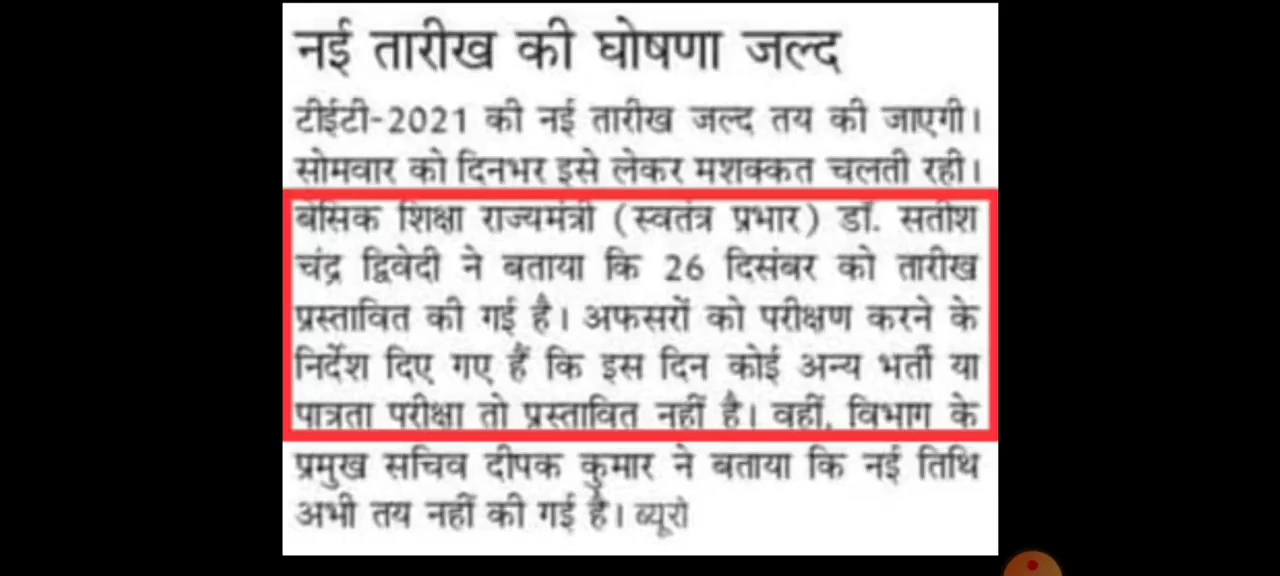 नई तारीख की घोषणा जल्द
टीईटी-2021 की नई तारीख जल्द तय की जाएगी।
सोमवार को दिनभर इसे लेकर मशक्कत चलती रही।
बेसिक शिक्षा राज्यमंत्री (स्वतंत्र प्रभार) डॉ. सतीश
चंद्र द्विवेदी ने बताया कि 26 दिसंबर को तारीख
प्रस्तावित की गई है। अफसरों को परीक्षण करने के
निर्देश दिए गए हैं कि इस दिन कोई अन्य भर्ती या
पात्रता परीक्षा तो प्रस्तावित नहीं है। वहीं, विभाग के
प्रमुख सचिव दीपक कुमार ने बताया कि नई तिथि
अभी तय नहीं की गई है। ब्यूरो